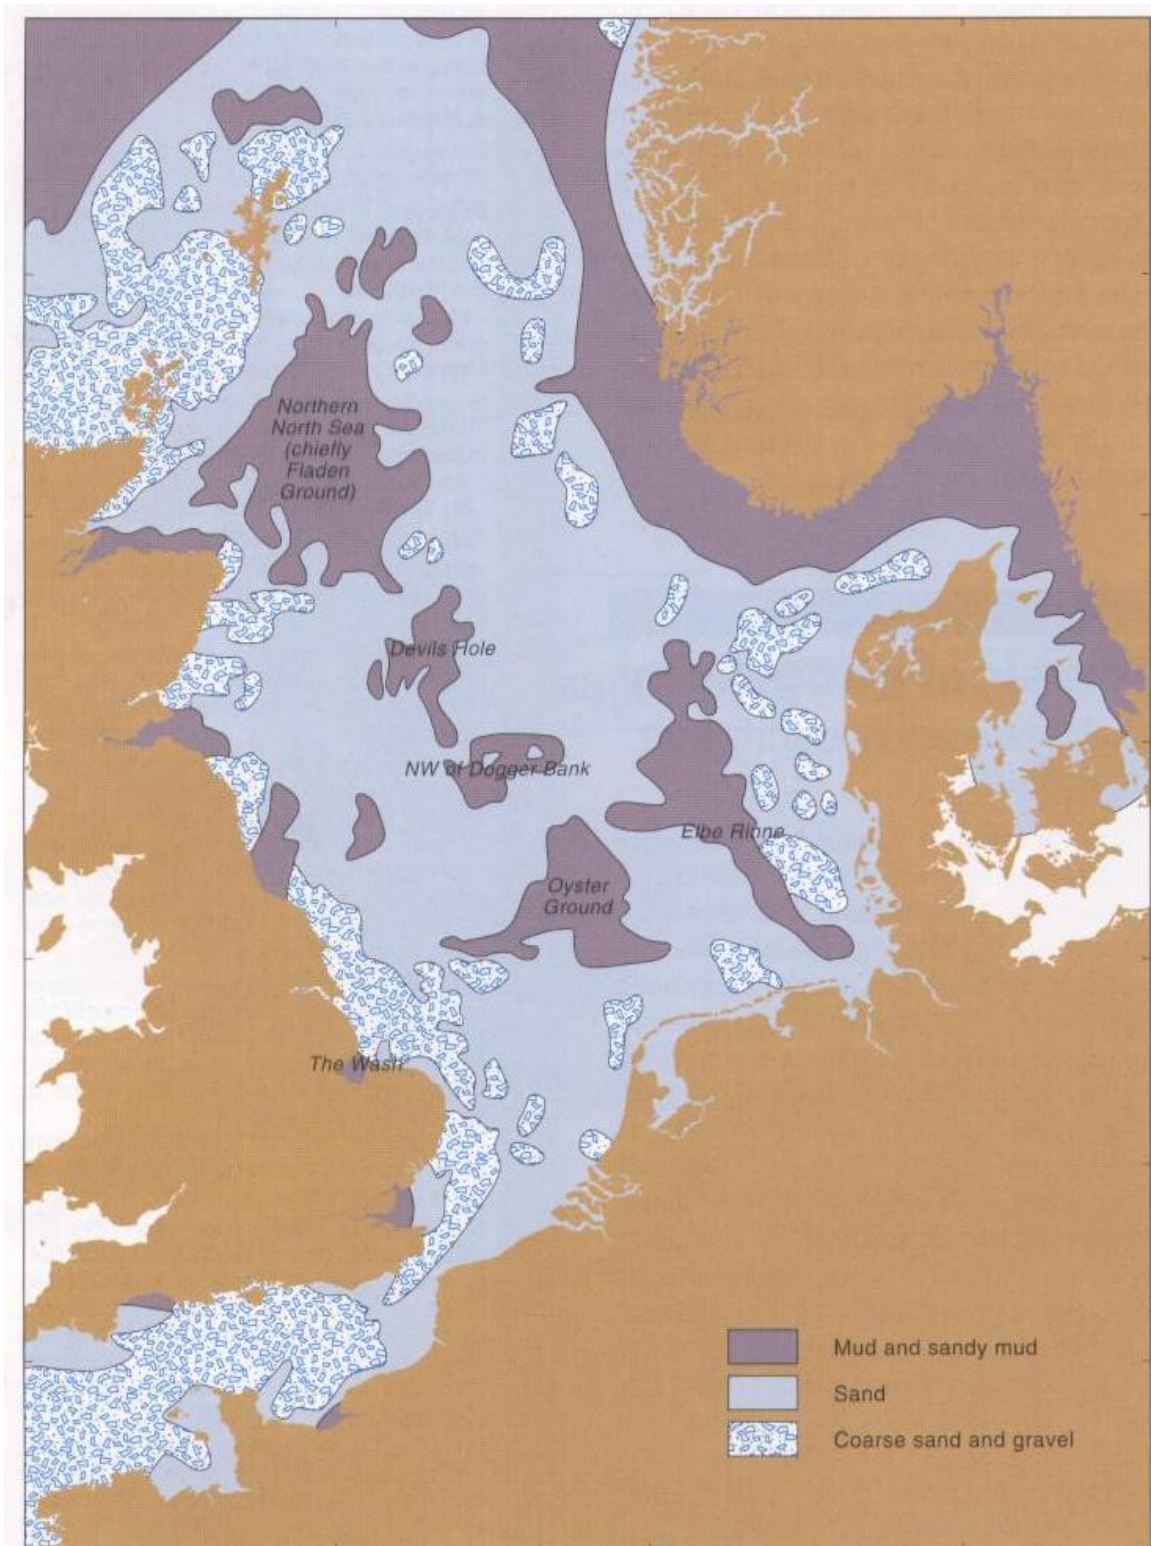 Northern
North Sea
(chiefly
Fladen
Ground)
Devils Hole
NW of Dogger Bank
Elbe Rinne
Oyster
Ground
The Wash
Mud and sandy mud
Sand
Coarse sand and gravel